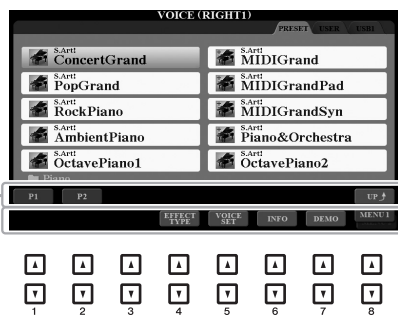 VOICE (RIGHT1)
PRESET USER USB1
S.Art!
ConcertGrand
S.Art!
MIDIGrand
S.Art!
PopGrand
S.Art!
MIDIGrandPad
S.Art!
RockPiano
S.Art!
MIDIGrandSyn
S.Art!
AmbientPiano
S.Art!
Piano&Orchestra
S.Art!
OctavePiano1
S.Art!
OctavePiano2
Piano
P1 P2 UP
EFFECT TYPE VOICE SET INFO DEMO MENU 1
1 2 3 4 5 6 7 8